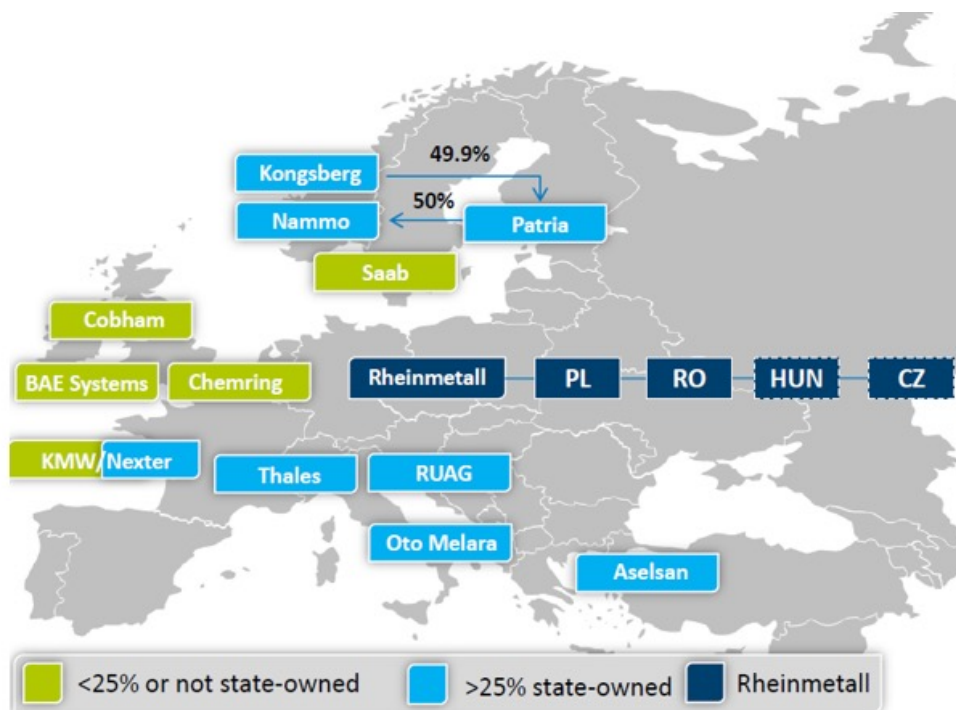 Kongsberg
49.9%
Nammo
50%
Patria
Saab
Cobham
BAE Systems
Chemring
Rheinmetall
PL
RO
HUN
CZ
KMW/Nexter
Thales
RUAG
Oto Melara
Aselsan
<25% or not state-owned
>25% state-owned
Rheinmetall